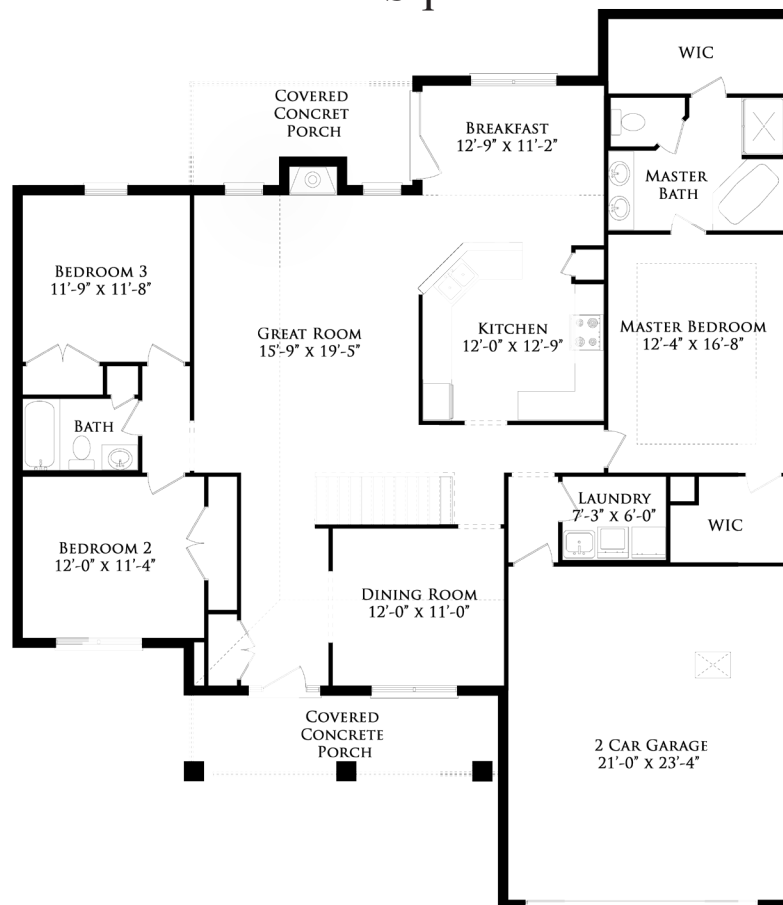 WIC
COVERED
CONCRET
PORCH
BREAKFAST
12'-9" X 11'-2"
MASTER
BATH
BEDROOM 3
11'-9" X 11'-8"
GREAT ROOM
15'-9" X 19'-5"
KITCHEN
12'-0" X 12'-9"
MASTER BEDROOM
12'-4" X 16'-8"
BATH
LAUNDRY
7'-3" X 6'-0"
WIC
BEDROOM 2
12'-0" X 11'-4"
DINING ROOM
12'-0" X 11'-0"
COVERED
CONCRETE
PORCH
2 CAR GARAGE
21'-0" X 23'-4"